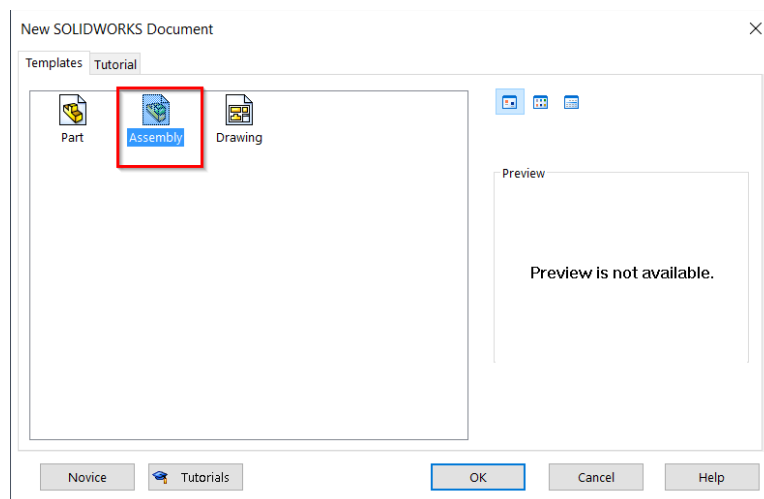 New SOLIDWORKS Document
Templates Tutorial
Part Assembly Drawing
Preview
Preview is not available.
Novice Tutorials OK Cancel Help